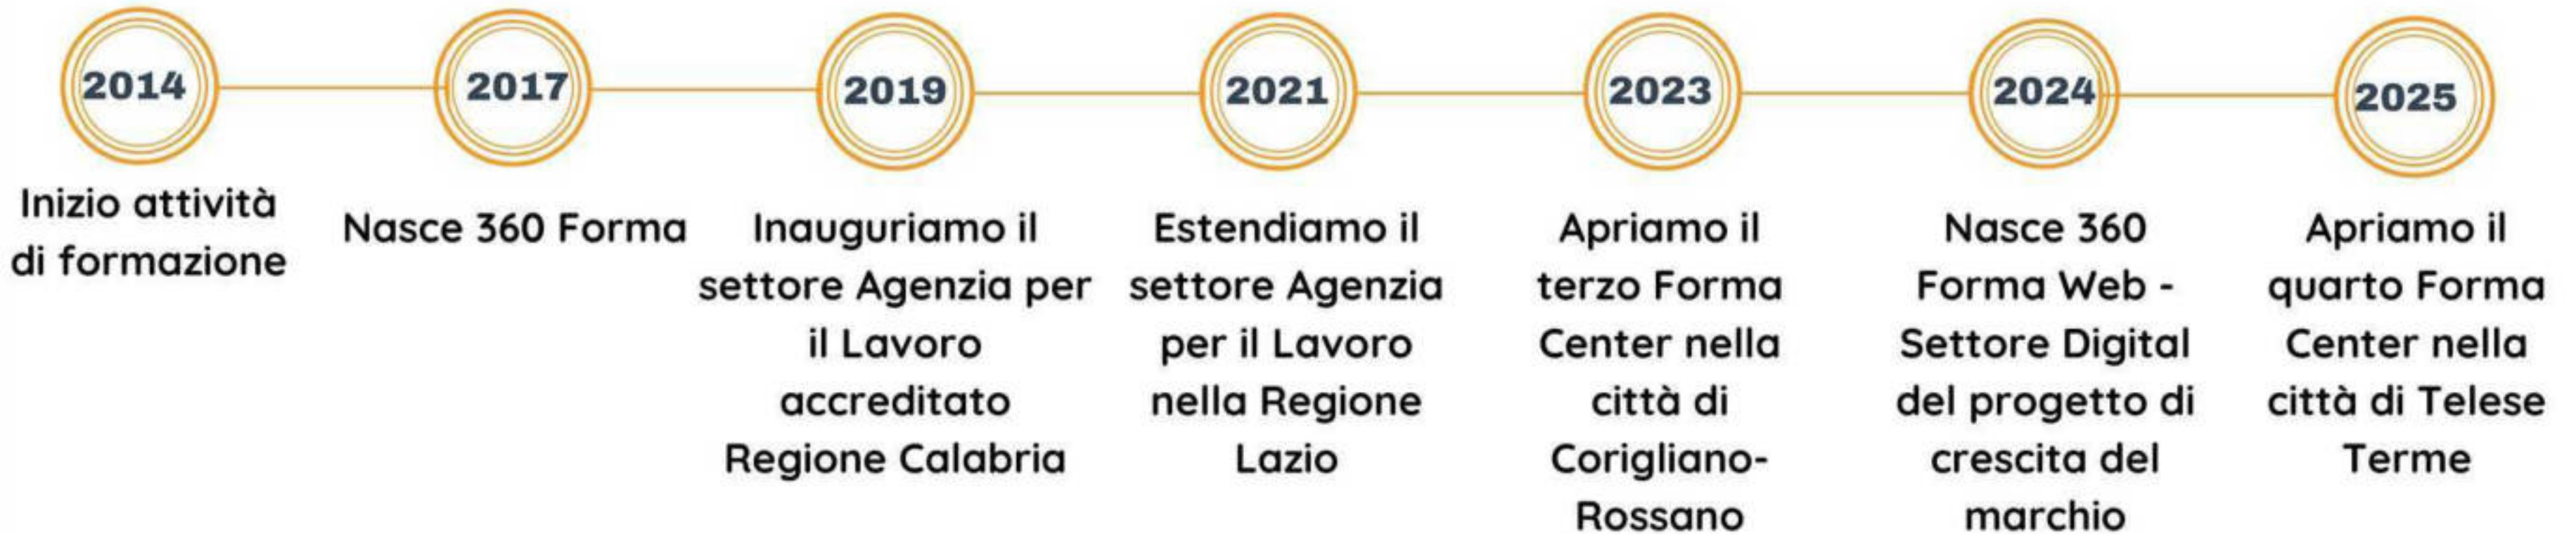 2014
Inizio attività
di formazione
2017
Nasce 360 Forma
2019
Inauguriamo il
settore Agenzia per
il Lavoro
accreditato
Regione Calabria
2021
Estendiamo il
settore Agenzia
per il Lavoro
nella Regione
Lazio
2023
Apriamo il
terzo Forma
Center nella
città di
Corigliano-
Rossano
2024
Nasce 360
Forma Web -
Settore Digital
del progetto di
crescita del
marchio
2025
Apriamo il
quarto Forma
Center nella
città di Telese
Terme